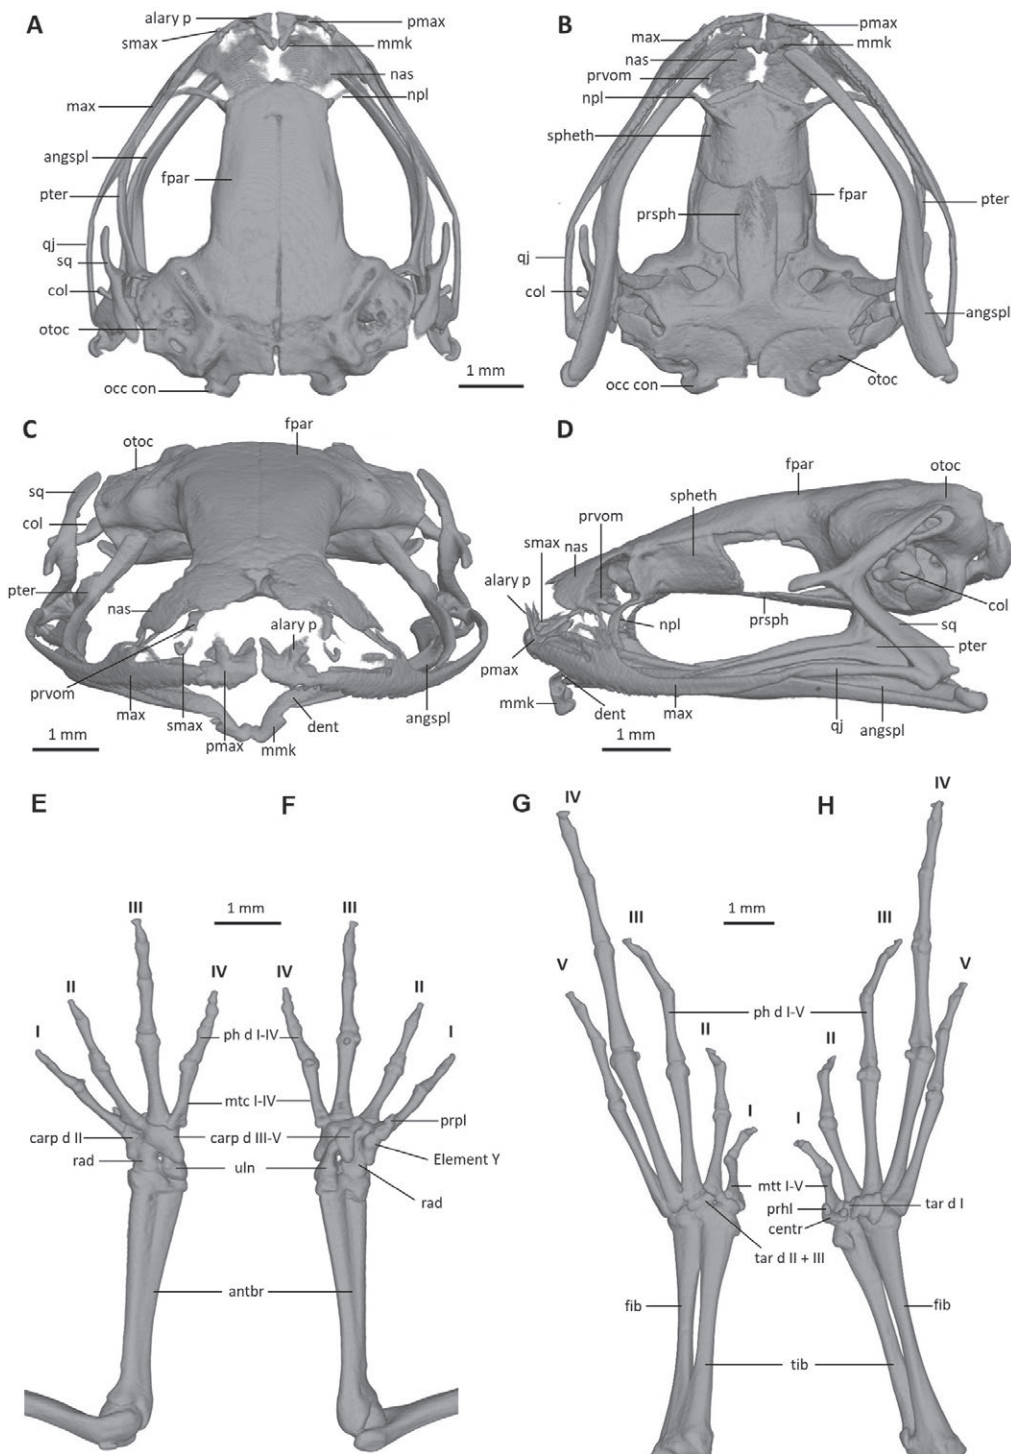 A
alary p
pmax
smax
mmk
nas
npl
max
angspl
fpar
pter
qj
sq
col
otoc
occ con
1 mm
B
max
pmax
mmk
nas
prvom
npl
spheth
fpar
prsph
pter
qj
col
angspl
otoc
occ con
C
fpar
otoc
sq
col
pter
nas
alary p
prvom
max
smax
pmax
mmk
dent
angspl
1 mm
D
fpar
otoc
spheth
prvom
nas
smax
alary p
npl
prsph
col
sq
pter
pmax
mmk
dent
max
qj
angspl
1 mm
E
F
III
1 mm
III
II
IV
IV
II
I
I
ph d I-IV
mtc I-IV
prpl
carp d II
carp d III-V
Element Y
rad
uln
rad
antbr
G
IV
H
IV
1 mm
III
III
V
V
ph d I-V
II
II
I
I
mtt I-V
prhl
tar d I
centr
tar d II + III
fib
fib
tib